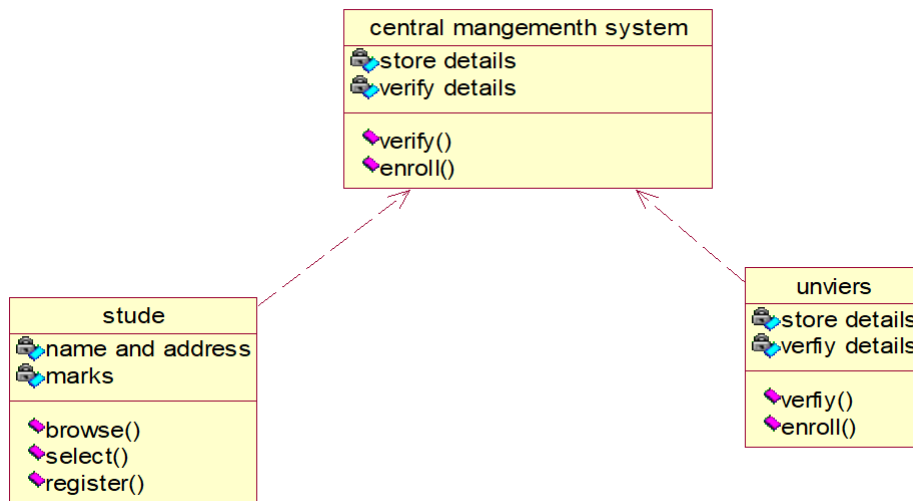 central mangementh system
store details
verify details
verify()
enroll()
stude
name and address
marks
browse()
select()
register()
unviers
store details
verfiy details
verfiy()
enroll()